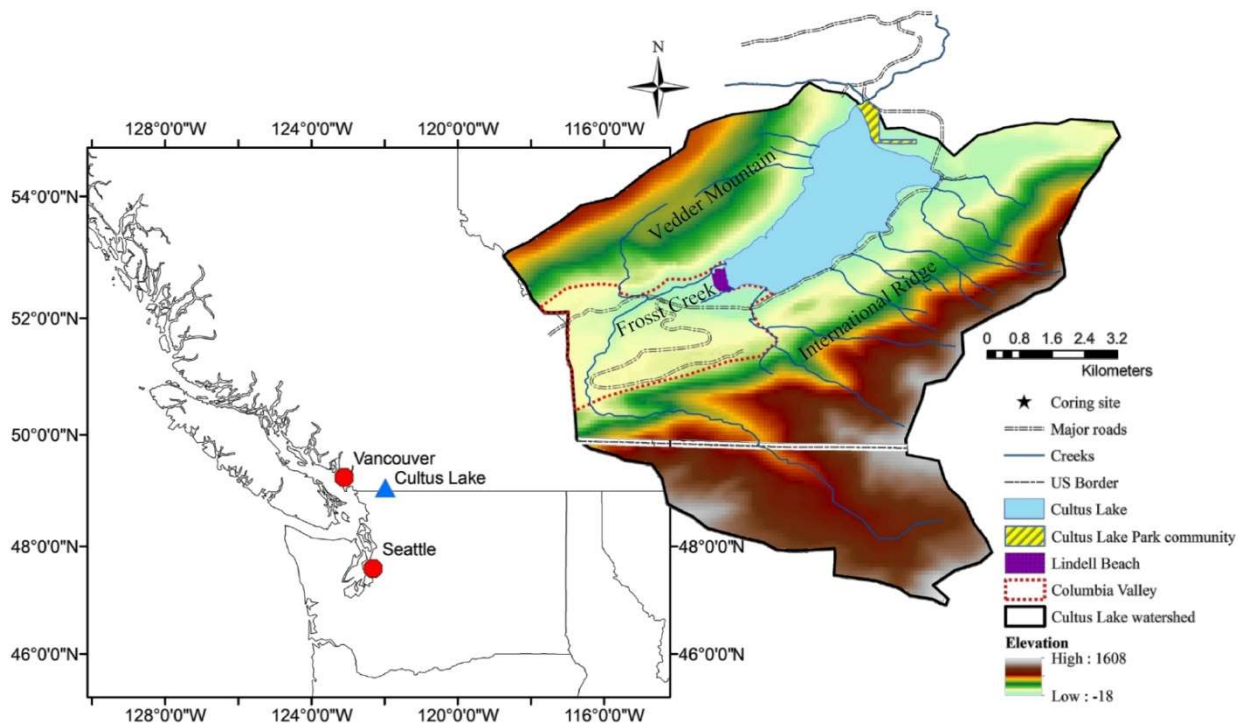 N
128°0'0"W 124°0'0"W 120°0'0"W 116°0'0"W
54°0'0"N
52°0'0"N
50°0'0"N
48°0'0"N
46°0'0"N
Vancouver
Cultus Lake
Seattle
48°0'0"N
46°0'0"N
128°0'0"W 124°0'0"W 120°0'0"W 116°0'0"W
Vedder Mountain
Frosst Creek
International Ridge
0 0.8 1.6 2.4 3.2
Kilometers
Coring site
Major roads
Creeks
US Border
Cultus Lake
Cultus Lake Park community
Lindell Beach
Columbia Valley
Cultus Lake watershed
Elevation
High : 1608
Low : -18